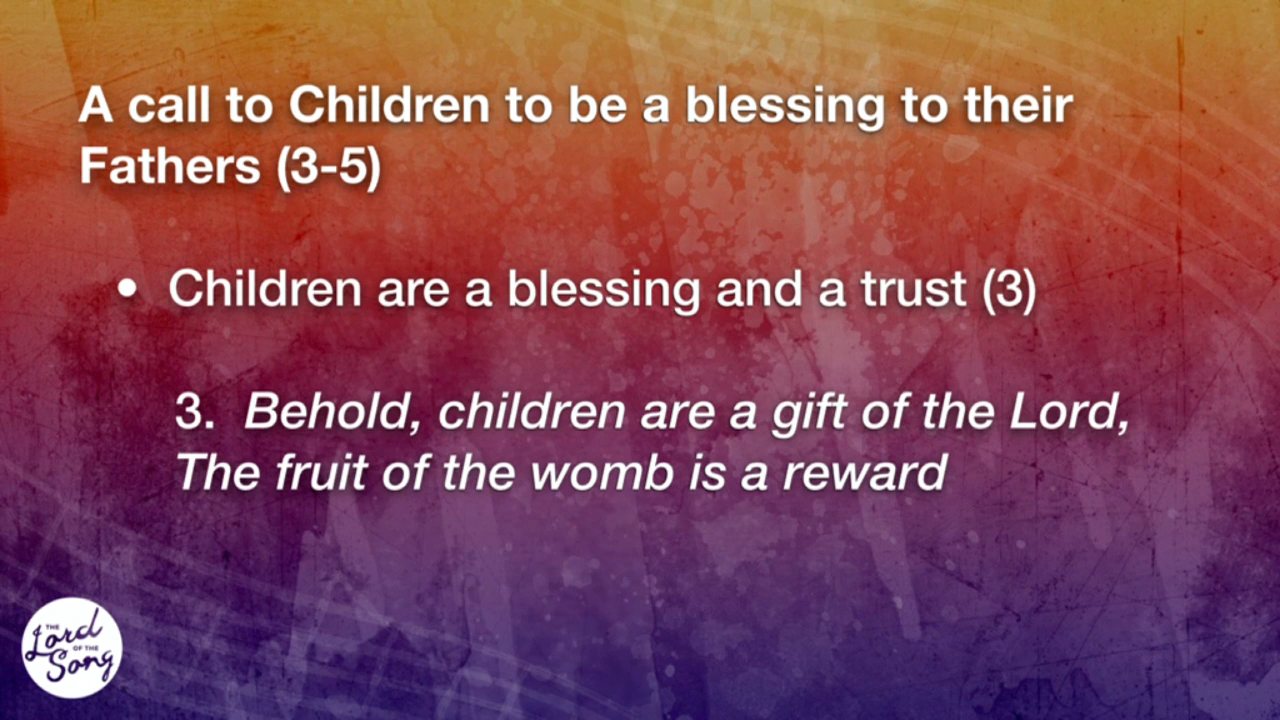 A call to Children to be a blessing to their
Fathers (3-5)
• Children are a blessing and a trust (3)
3. Behold, children are a gift of the Lord,
The fruit of the womb is a reward
THE
Lord
OF THE
Song